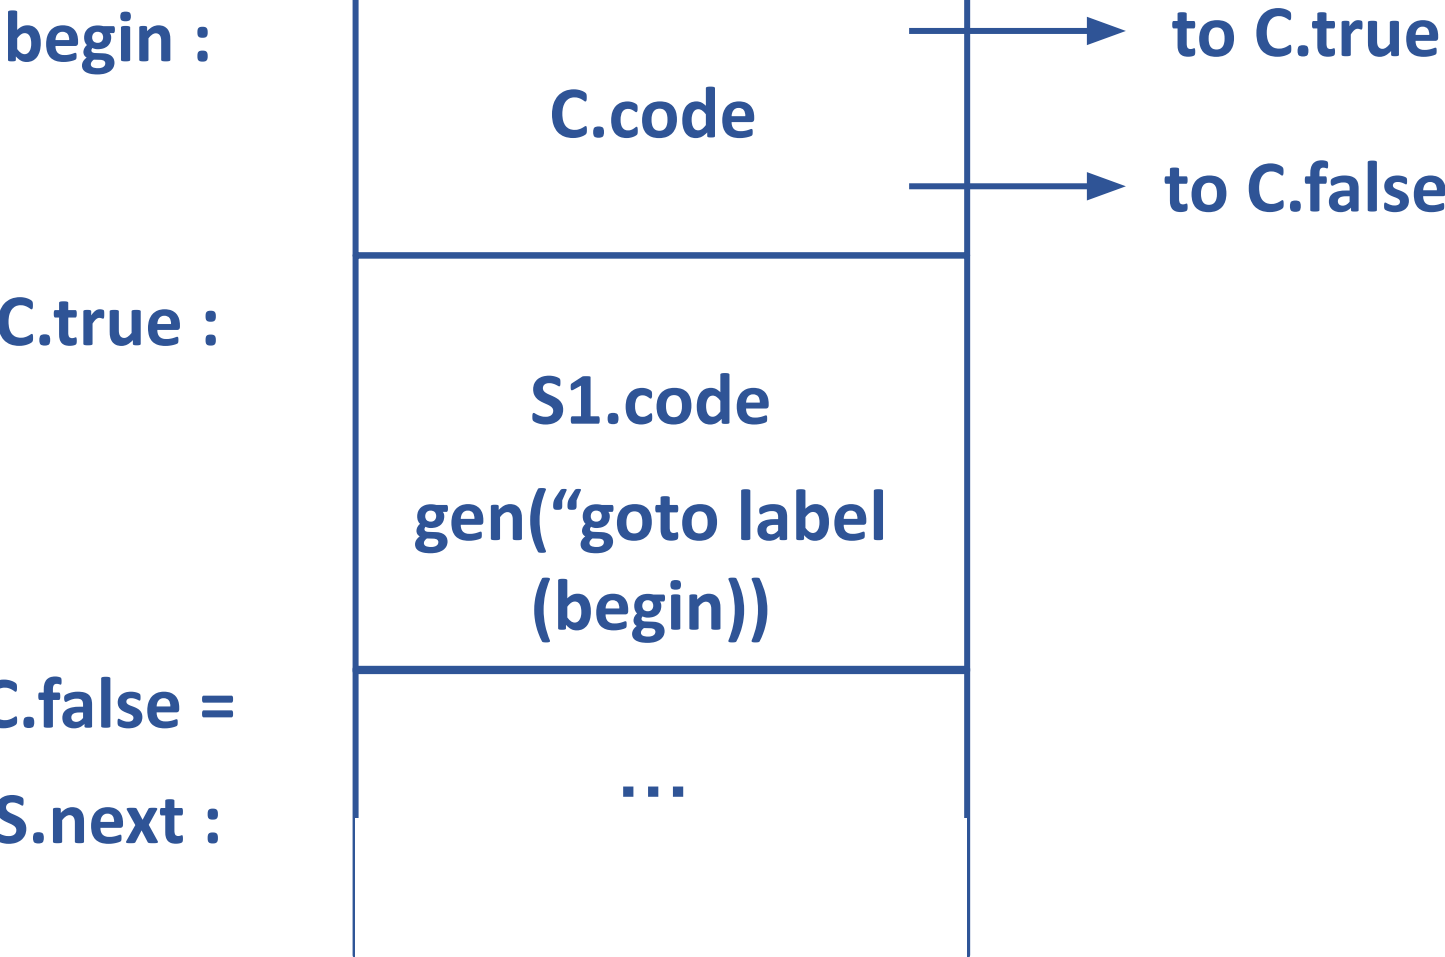 begin :
to C.true
C.code
to C.false
C.true :
S1.code
gen(“goto label
(begin))
C.false =
...
S.next :